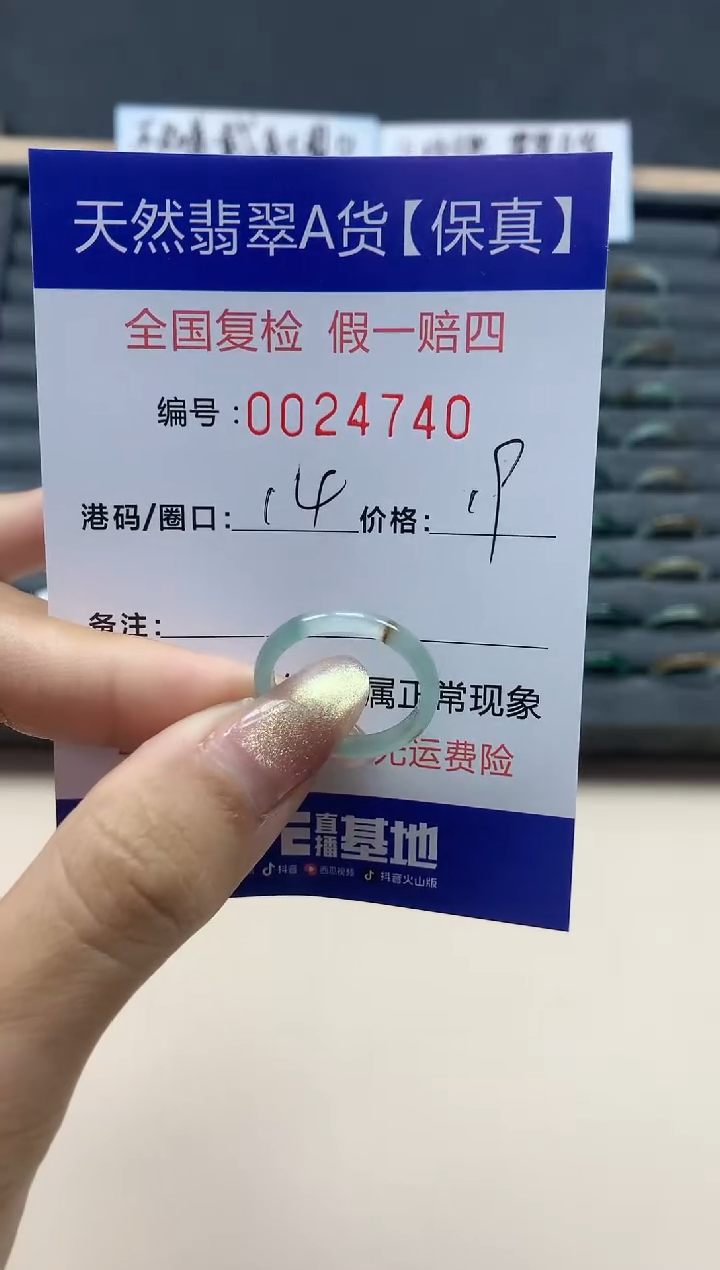 天然翡翠A货【保真】
全国复检 假一赔四
编号:0024740
港码/圈口:14 价格:19
备注:
属正常现象
运费险
直播基地
抖音 西瓜视频 抖音火山版